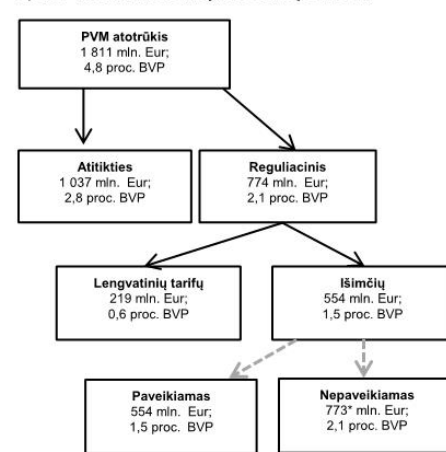 PVM atotrūkis
1 811 mln. Eur;
4,8 proc. BVP
Atitikties
1 037 mln. Eur;
2,8 proc. BVP
Reguliacinis
774 mln. Eur;
2,1 proc. BVP
Lengvatinių tarifų
219 mln. Eur;
0,6 proc. BVP
Išimčių
554 mln. Eur;
1,5 proc. BVP
Paveikiamas
554 mln. Eur;
1,5 proc. BVP
Nepaveikiamas
773* mln. Eur;
2,1 proc. BVP